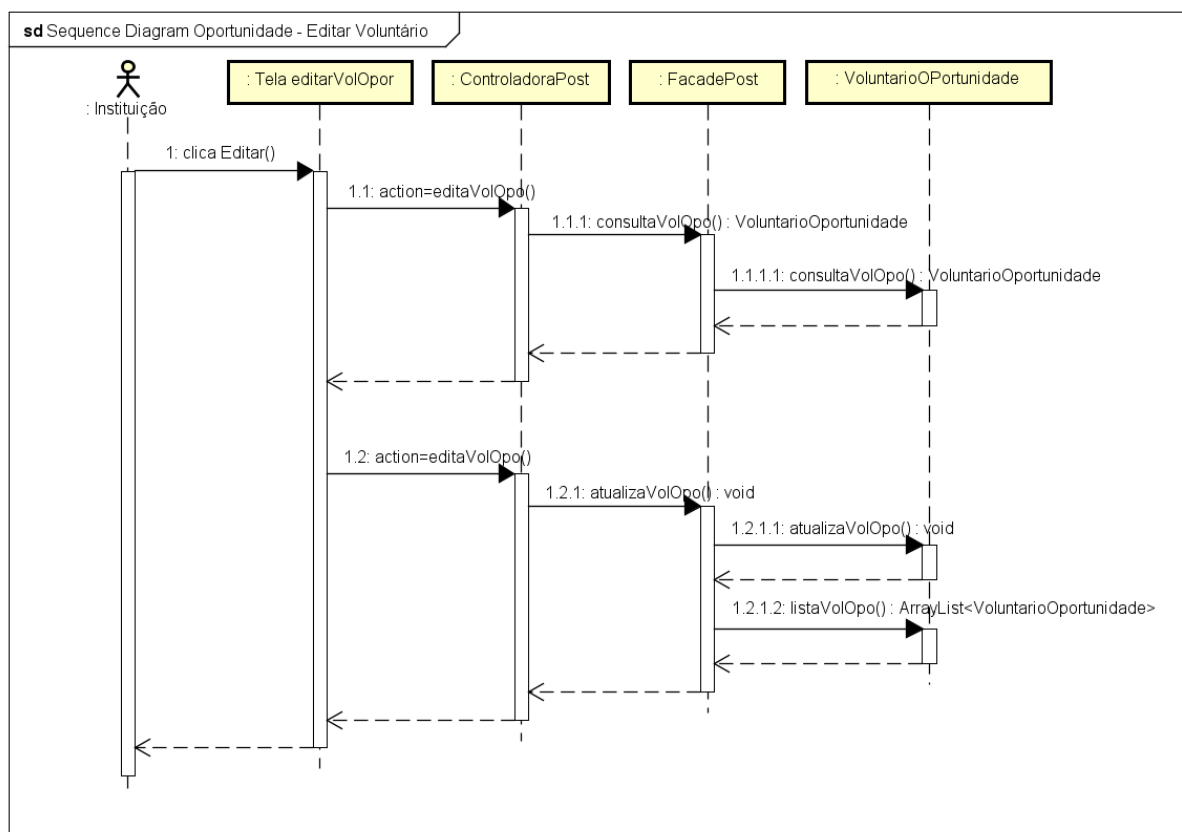 sd Sequence Diagram Oportunidade - Editar Voluntário
: Instituição
: Tela editarVolOpor
: ControladoraPost
: FacadePost
: VoluntarioOPortunidade
1: clica Editar()
1.1: action=editaVolOpo()
1.1.1: consultaVolOpo() : VoluntarioOportunidade
1.1.1.1: consultaVolOpo() : VoluntarioOportunidade
1.2: action=editaVolOpo()
1.2.1: atualizaVolOpo() : void
1.2.1.1: atualizaVolOpo() : void
1.2.1.2: listaVolOpo() : ArrayList<VoluntarioOportunidade>